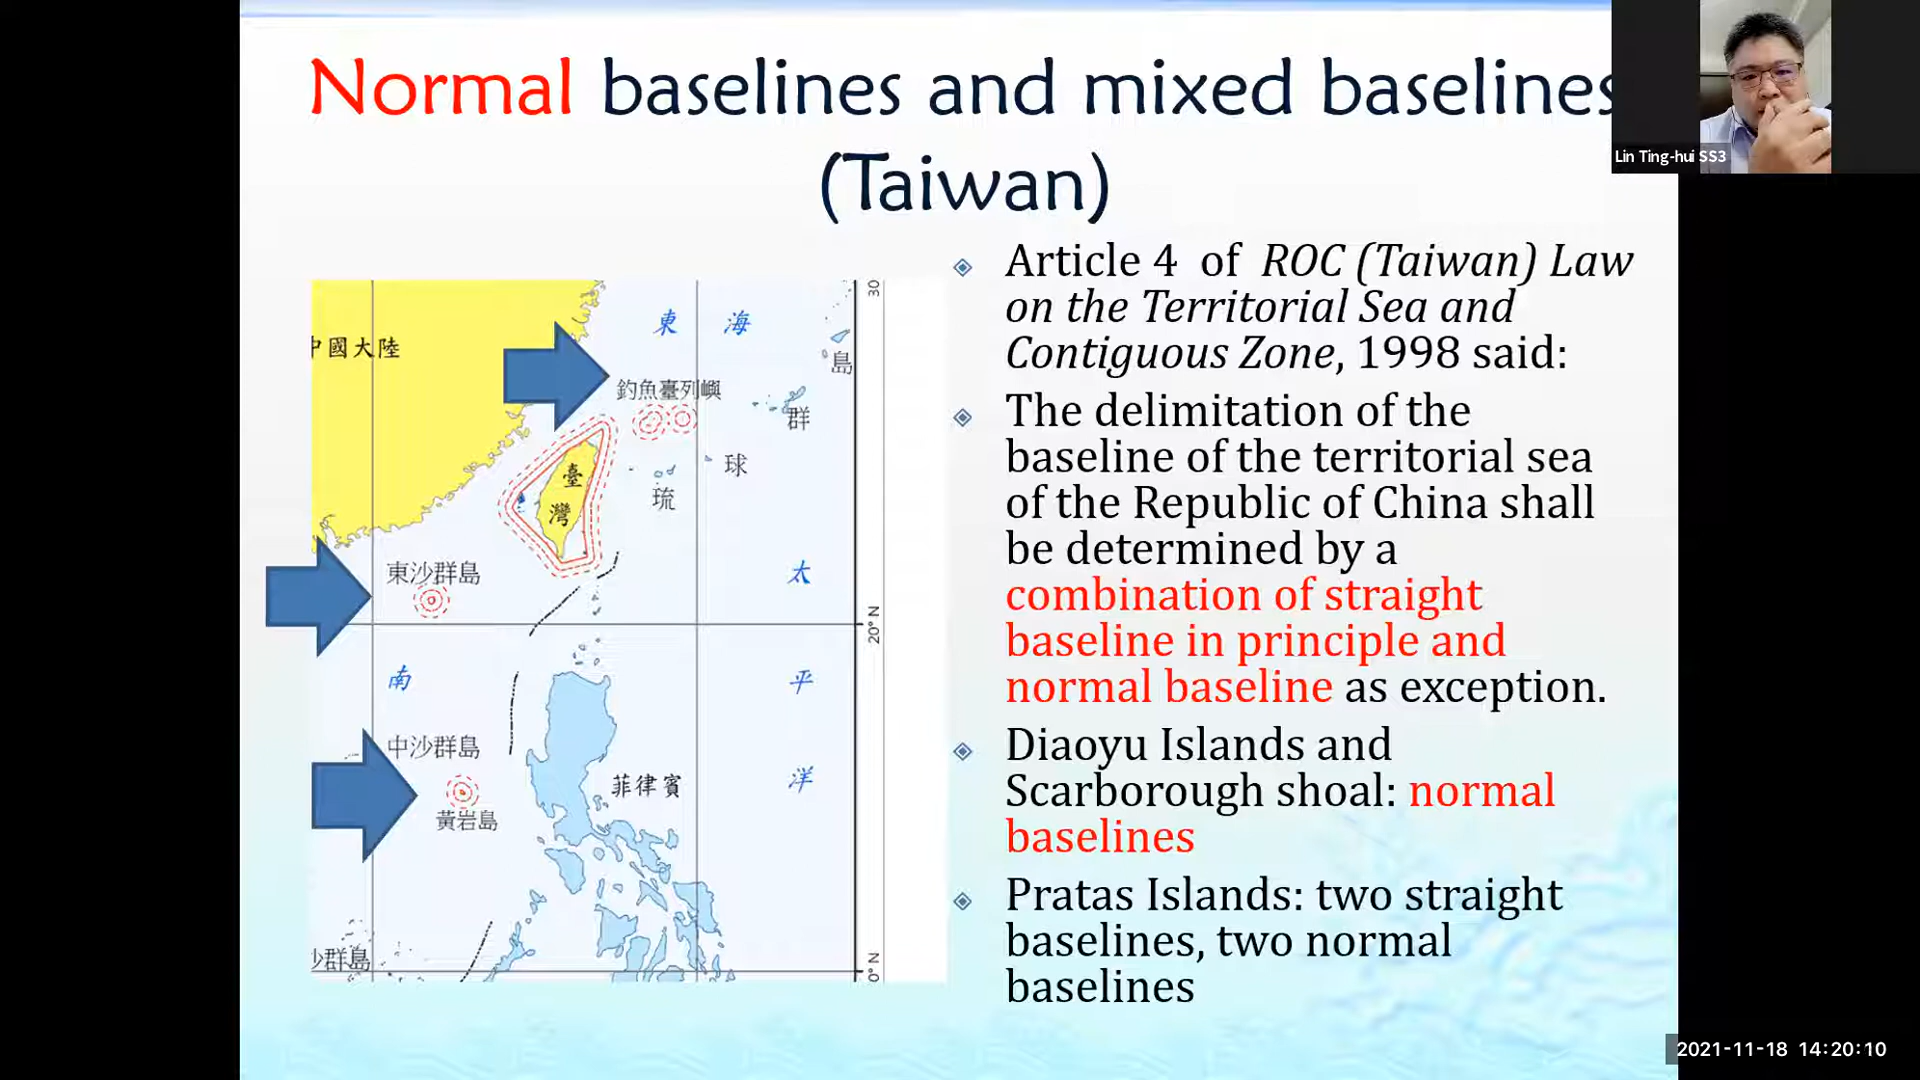 Normal baselines and mixed baselines
(Taiwan)
Lin Ting-hui SS3
Article 4 of ROC (Taiwan) Law
on the Territorial Sea and
Contiguous Zone, 1998 said:
The delimitation of the
baseline of the territorial sea
of the Republic of China shall
be determined by a
combination of straight
baseline in principle and
normal baseline as exception.
Diaoyu Islands and
Scarborough shoal: normal
baselines
Pratas Islands: two straight
baselines, two normal
baselines
30
東 海
中國大陸
島
釣魚臺列嶼
群
球
琉
臺
灣
東沙群島
太
20° N
南
平
中沙群島
洋
菲律賓
黃岩島
沙群島
0° N
2021-11-18 14:20:10